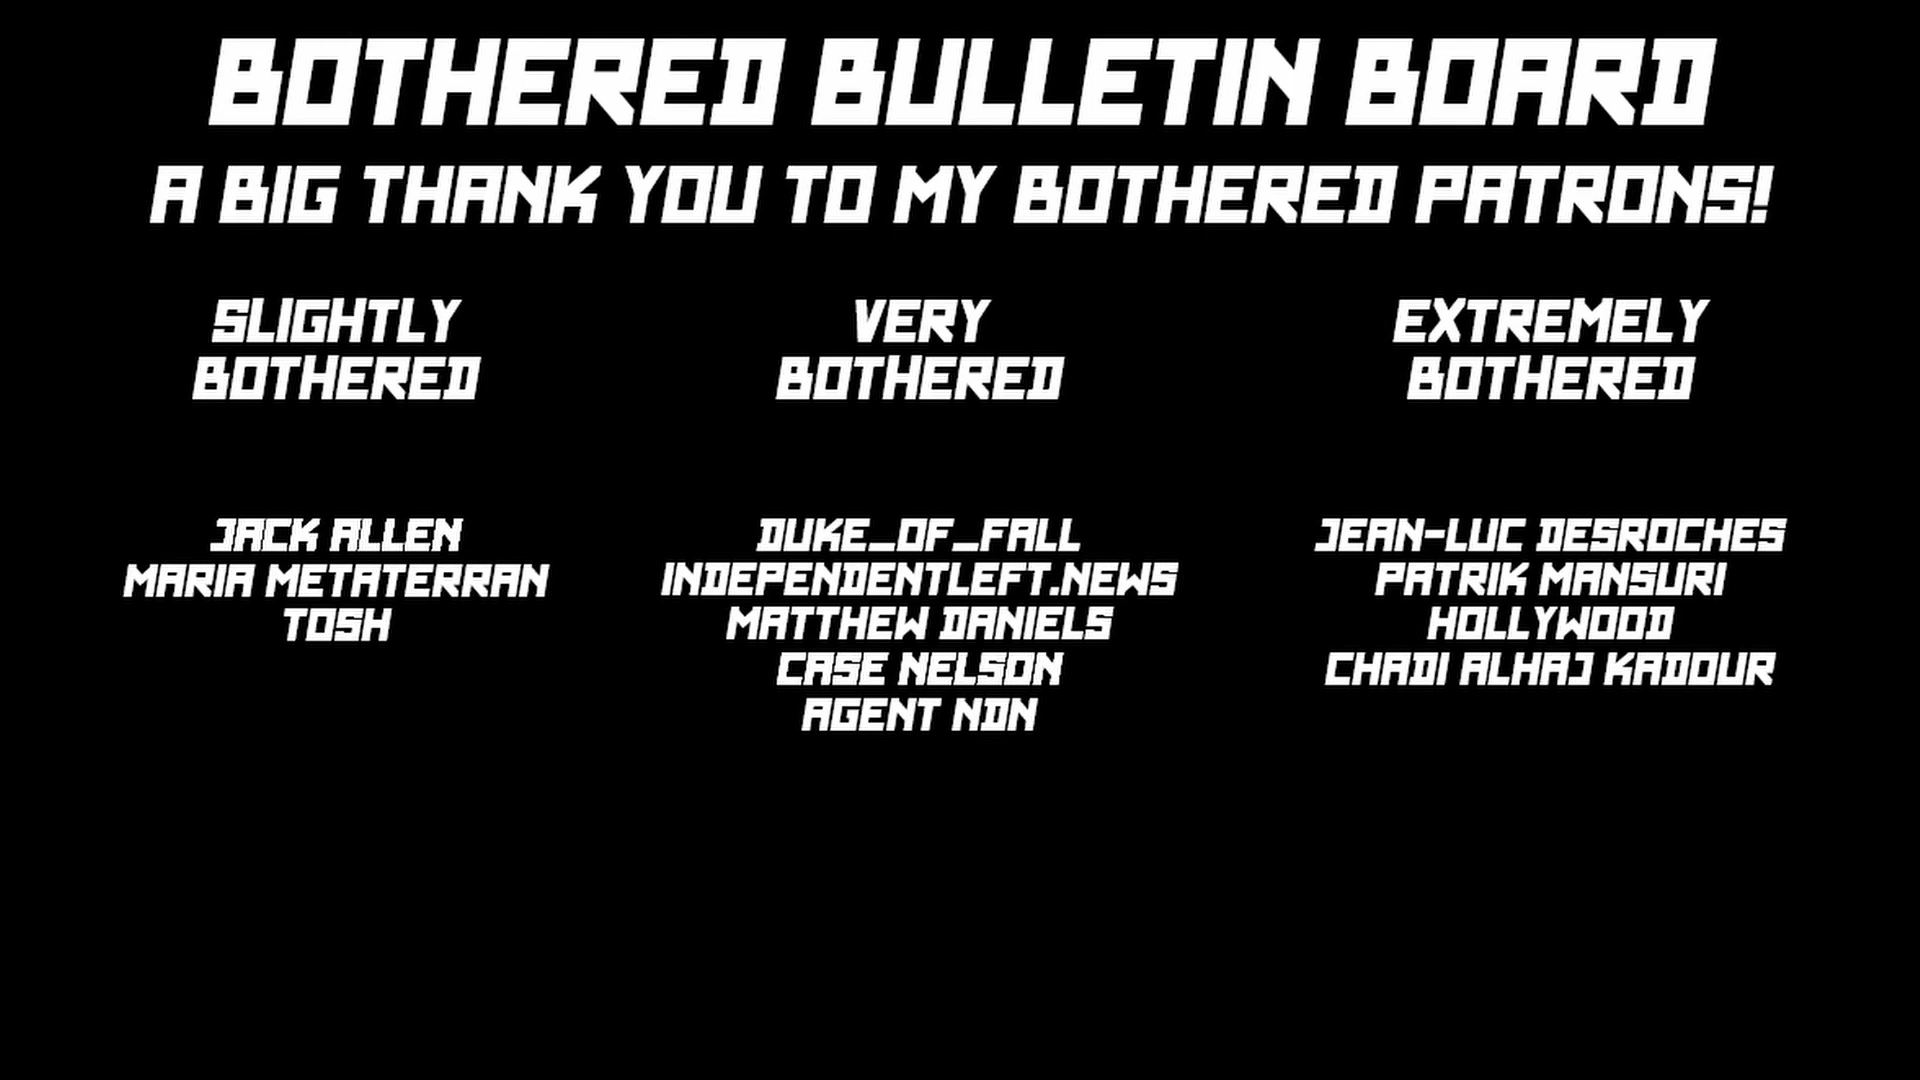 BOTHERED BULLETIN BOARD
A BIG THANK YOU TO MY BOTHERED PATRONS!
SLIGHTLY
BOTHERED
JACK ALLEN
MARIA METATERRAN
TOSH
VERY
BOTHERED
DUKE_OF_FALL
INDEPENDENTLEFT.NEWS
MATTHEW DANIELS
CASE NELSON
AGENT NDN
EXTREMELY
BOTHERED
JEAN-LUC DESROCHES
PATRIK MANSURI
HOLLYWOOD
CHADI ALHAJ KADOUR